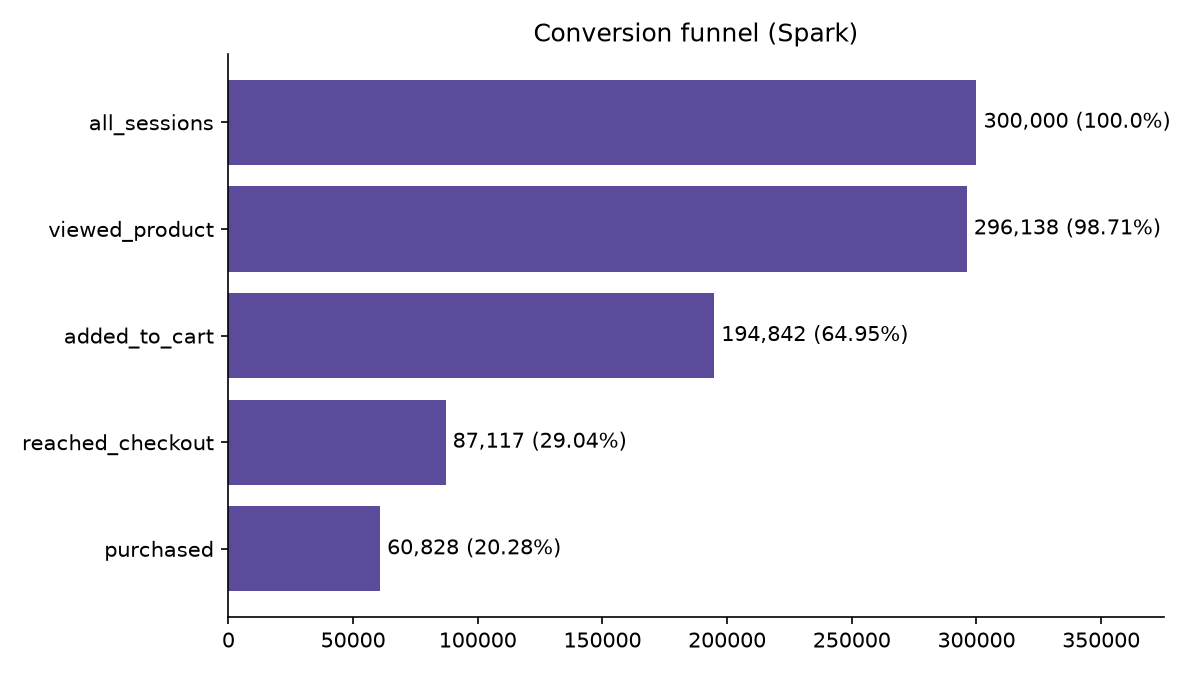 Conversion funnel (Spark)
all_sessions
300,000 (100.0%)
viewed_product
296,138 (98.71%)
added_to_cart
194,842 (64.95%)
reached_checkout
87,117 (29.04%)
purchased
60,828 (20.28%)
0 50000 100000 150000 200000 250000 300000 350000